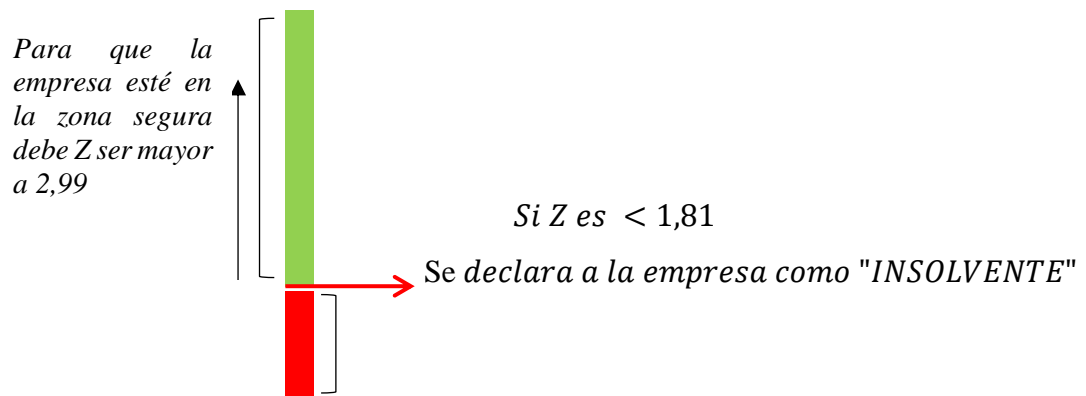 Para que la
empresa esté en
la zona segura
debe Z ser mayor
a 2,99
Si Z es < 1,81
Se declara a la empresa como "INSOLVENTE"